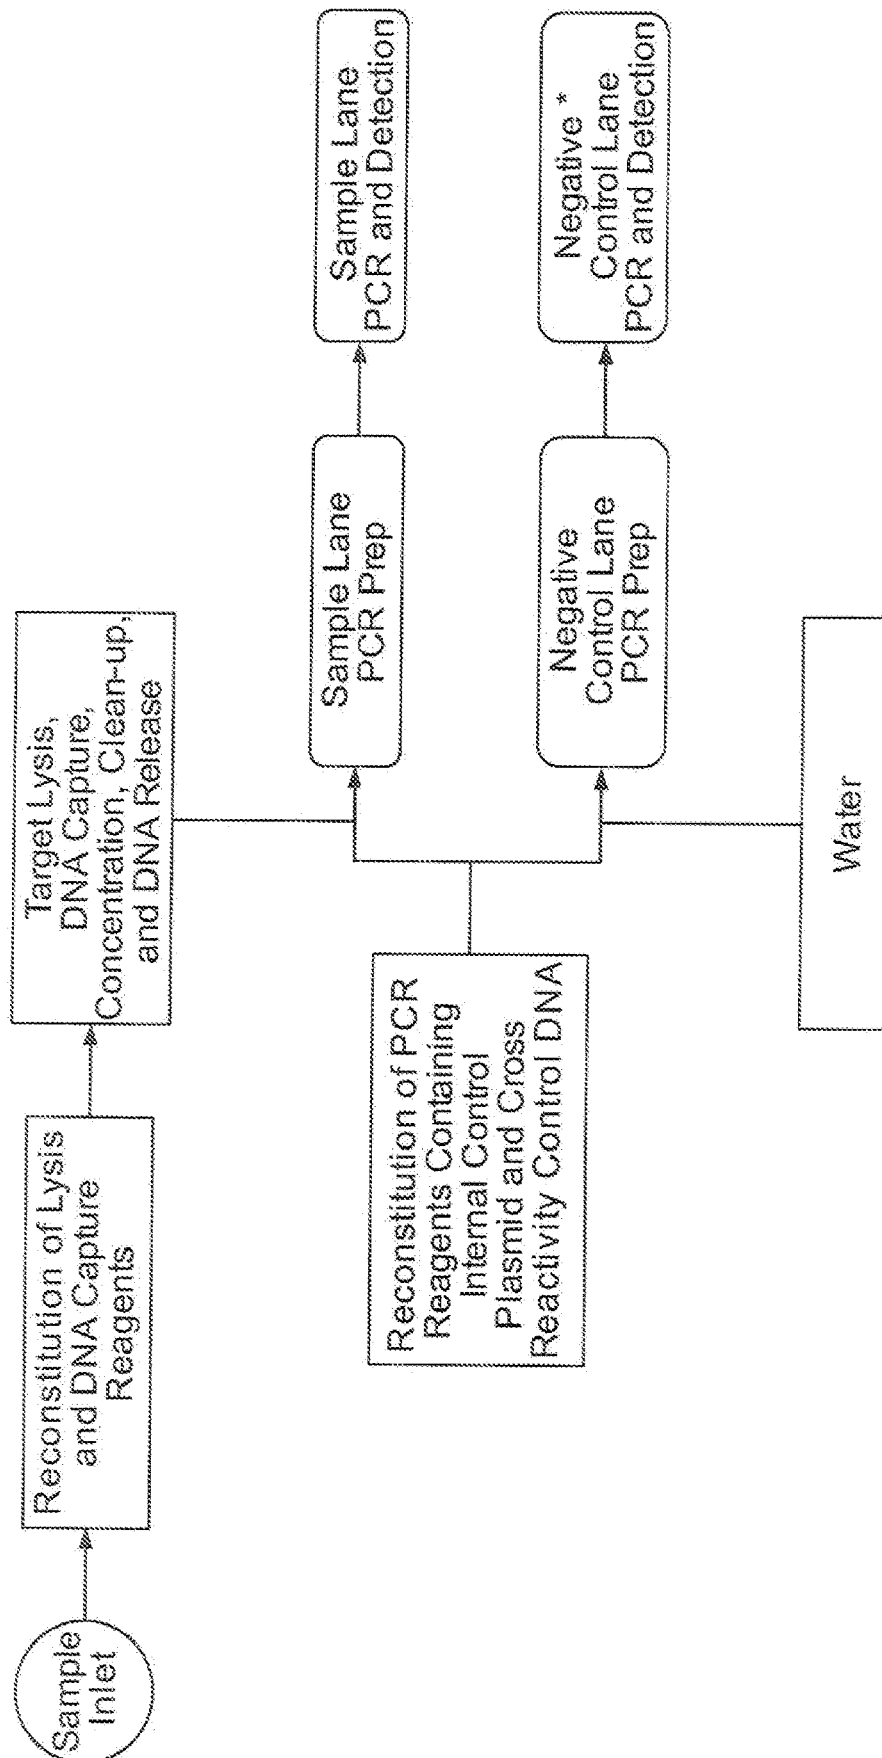 Sample
Inlet
Reconstitution of Lysis
and DNA Capture
Reagents
Target Lysis,
DNA Capture,
Concentration, Clean-up,
and DNA Release
Reconstitution of PCR
Reagents Containing
Internal Control
Plasmid and Cross
Reactivity Control DNA
Sample Lane
PCR Prep
Sample Lane
PCR and Detection
Negative
Control Lane
PCR Prep
Negative *
Control Lane
PCR and Detection
Water